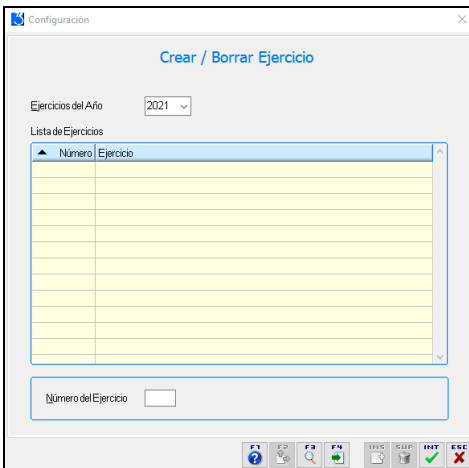 Configuración
Crear / Borrar Ejercicio
Ejercicios del Año 2021
Lista de Ejercicios
Número Ejercicio
Número del Ejercicio
F1 F2 F3 F4 INS SUP INT ESC